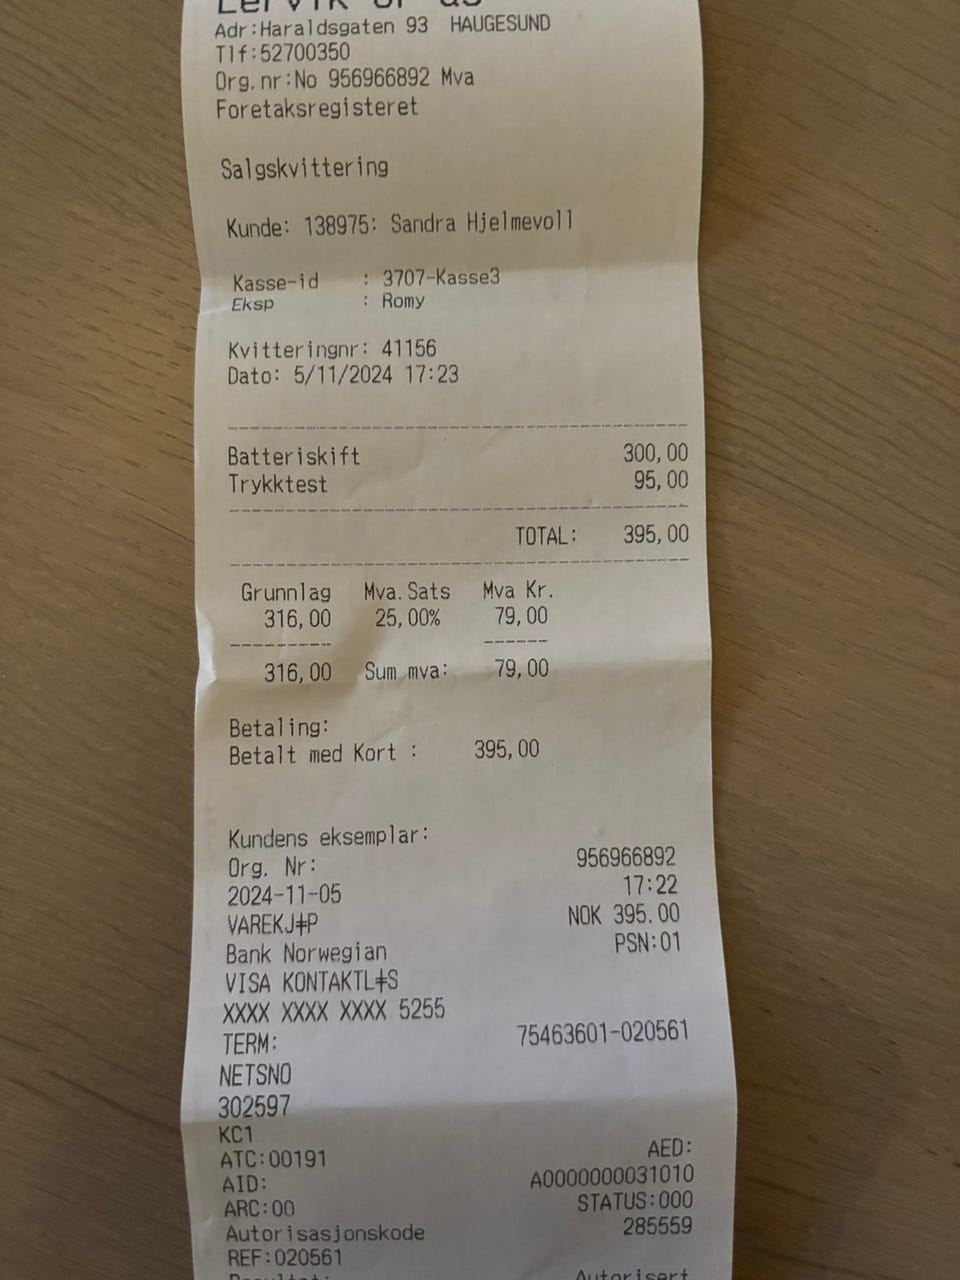 Adr:Haraldsgaten 93 HAUGESUND
Tlf:52700350
Org.nr:No 956966892 Mva
Foretaksregisteret
Salgskvittering
Kunde: 138975: Sandra Hjelmevoll
Kasse-id : 3707-Kasse3
Eksp : Romy
Kvitteringnr: 41156
Dato: 5/11/2024 17:23
Batteriskift 300,00
Trykktest 95,00
TOTAL: 395,00
Grunnlag Mva.Sats Mva Kr.
316,00 25,00% 79,00
316,00 Sum mva: 79,00
Betaling:
Betalt med Kort : 395,00
Kundens eksemplar:
Org. Nr: 956966892
2024-11-05 17:22
VAREKJ‡P NOK 395.00
Bank Norwegian PSN:01
VISA KONTAKTL‡S
XXXX XXXX XXXX 5255
TERM: 75463601-020561
NETSNO
302597
KC1
ATC:00191 AED:
AID: A0000000031010
ARC:00 STATUS:000
Autorisasjonskode 285559
REF:020561
Resultat: Autorisert